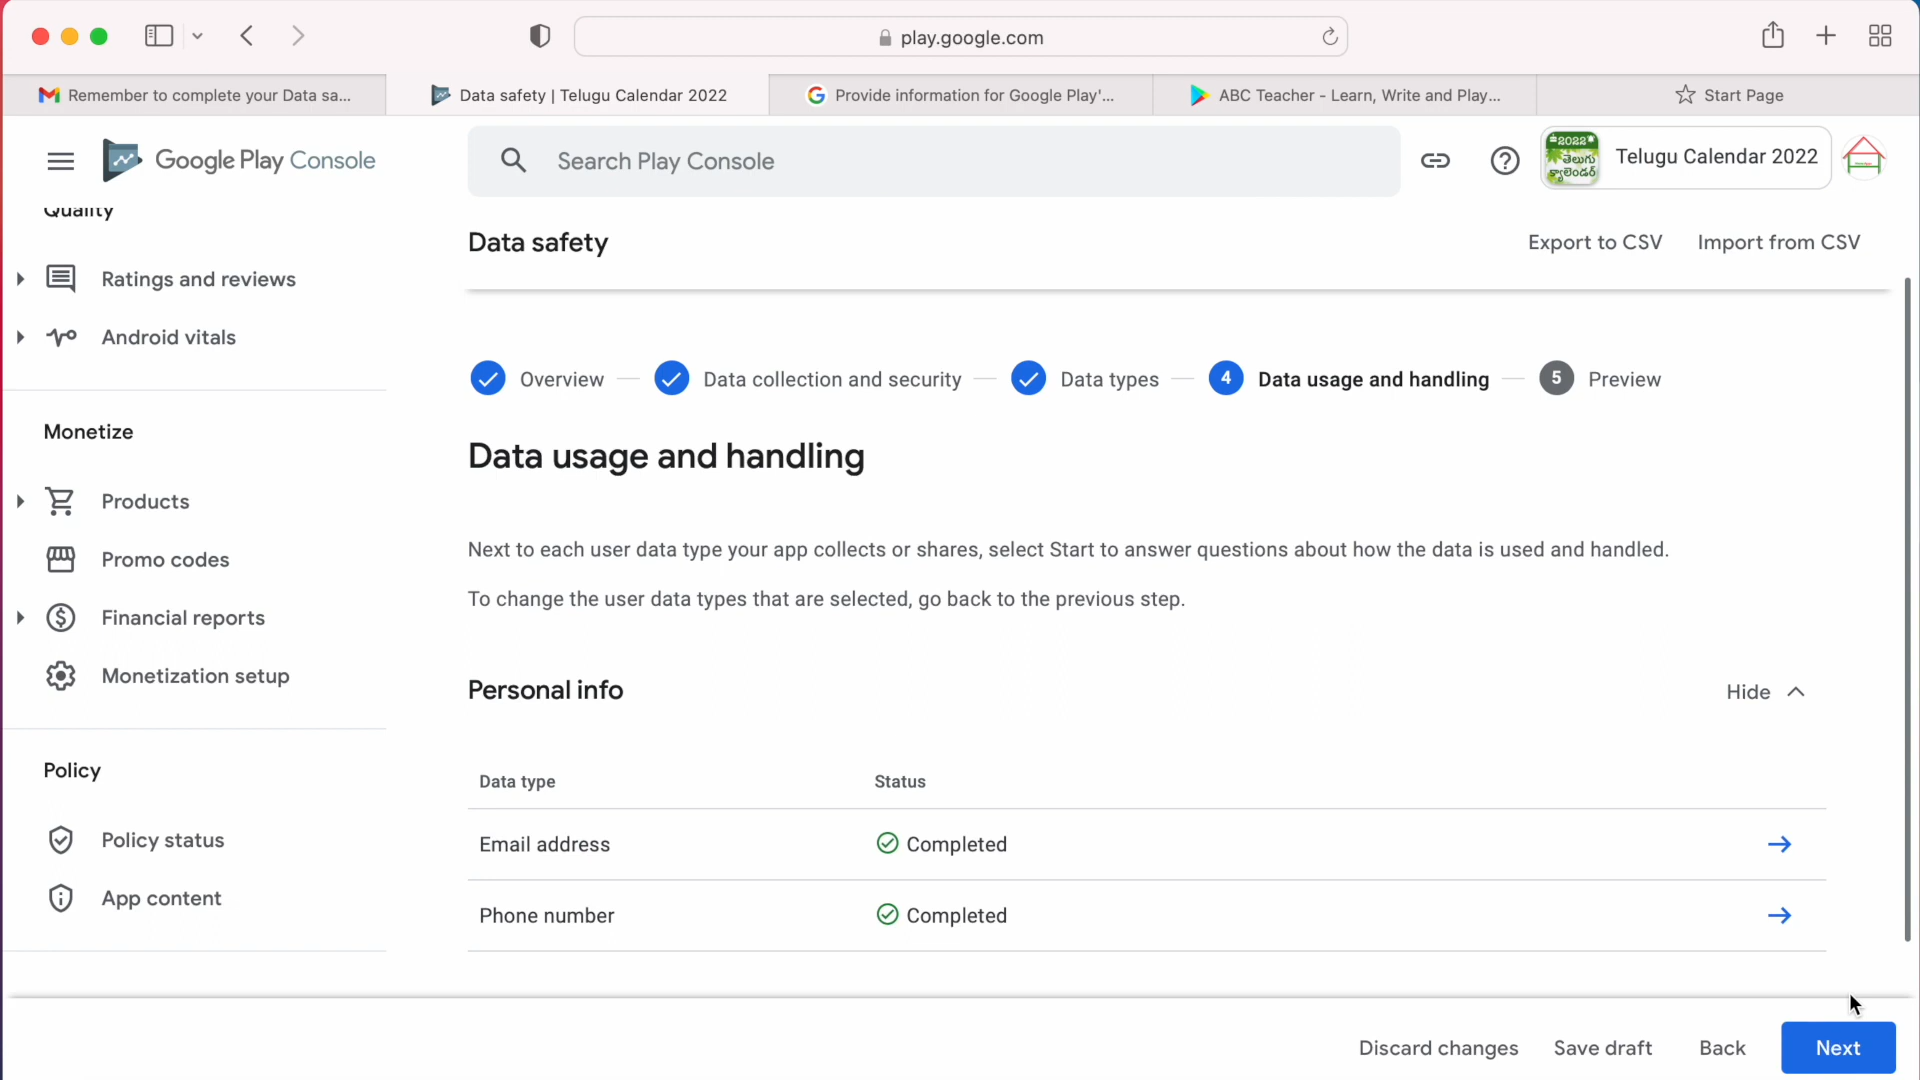 play.google.com
Remember to complete your Data sa...
Data safety | Telugu Calendar 2022
Provide information for Google Play'...
ABC Teacher - Learn, Write and Play...
Start Page
Google Play Console
Search Play Console
2022
తెలుగు
క్యాలెండర్
Telugu Calendar 2022
Quality
Data safety
Export to CSV
Import from CSV
Ratings and reviews
Android vitals
Overview
Data collection and security
Data types
4
Data usage and handling
5
Preview
Monetize
Data usage and handling
Products
Next to each user data type your app collects or shares, select Start to answer questions about how the data is used and handled.
Promo codes
To change the user data types that are selected, go back to the previous step.
Financial reports
Monetization setup
Personal info
Hide
Policy
Data type
Status
Policy status
Email address
Completed
App content
Phone number
Completed
Discard changes
Save draft
Back
Next